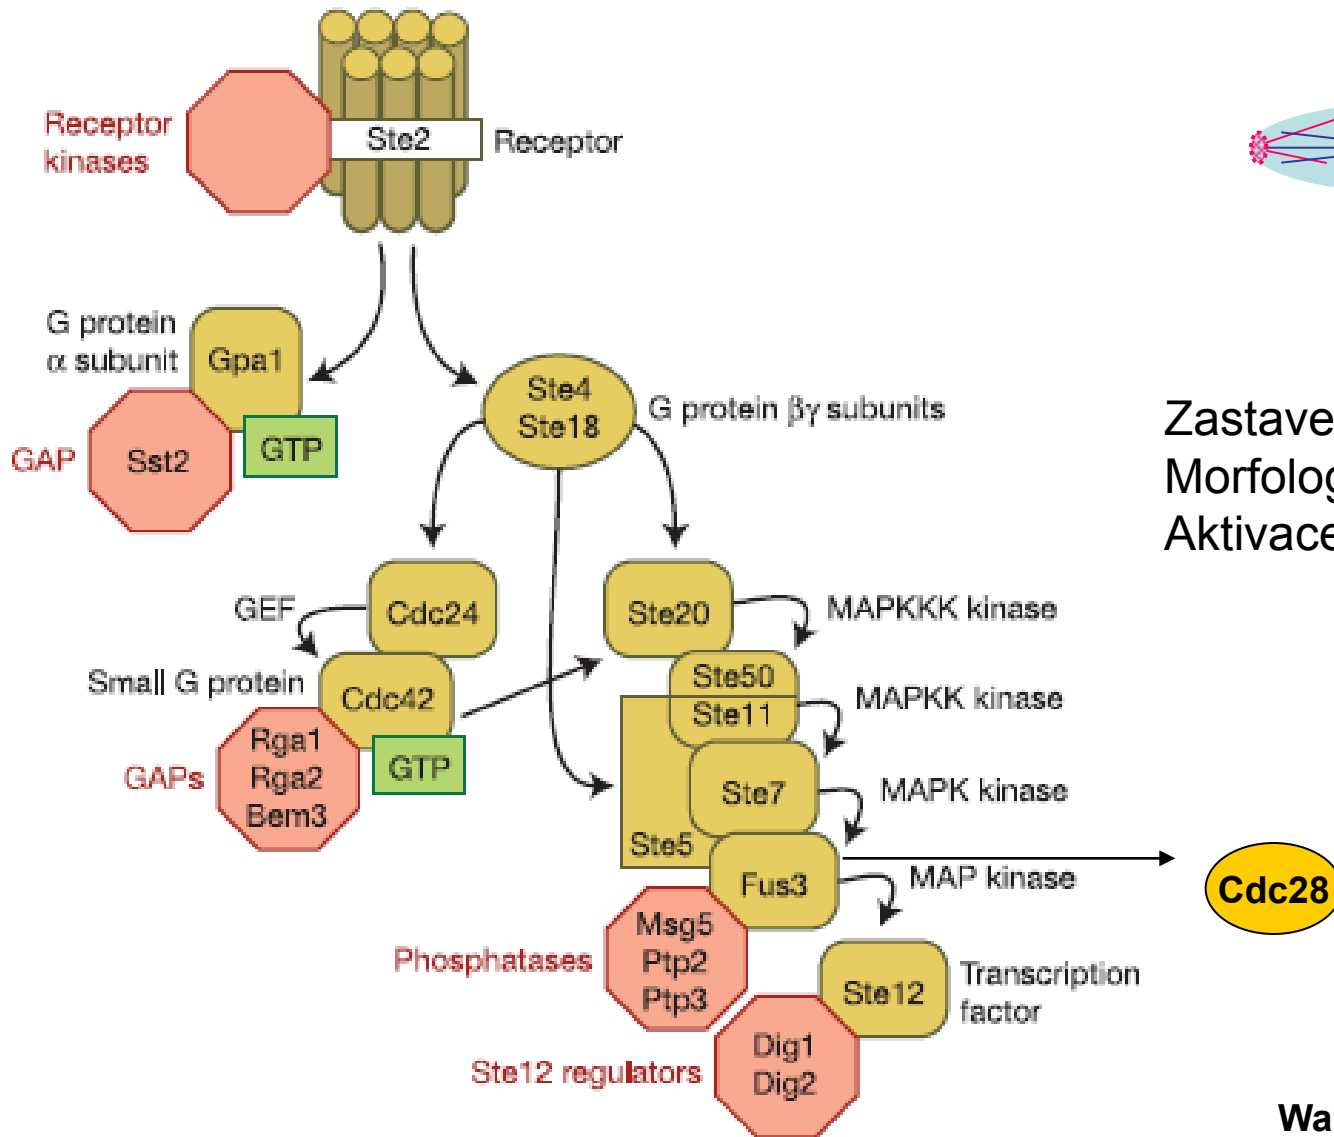 Receptor
kinases
Ste2
Receptor
G protein
α subunit
Gpa1
GAP
Sst2
GTP
Ste4
Ste18
G protein βγ subunits
GEF
Cdc24
Small G protein
Cdc42
GTP
GAPs
Rga1
Rga2
Bem3
Ste20
MAPKKK kinase
Ste50
Ste11
MAPKK kinase
Ste7
MAPK kinase
Ste5
Fus3
MAP kinase
Cdc28
Phosphatases
Msg5
Ptp2
Ptp3
Ste12
Transcription
factor
Ste12 regulators
Dig1
Dig2
Zastave
Morfolog
Aktivace
Wa